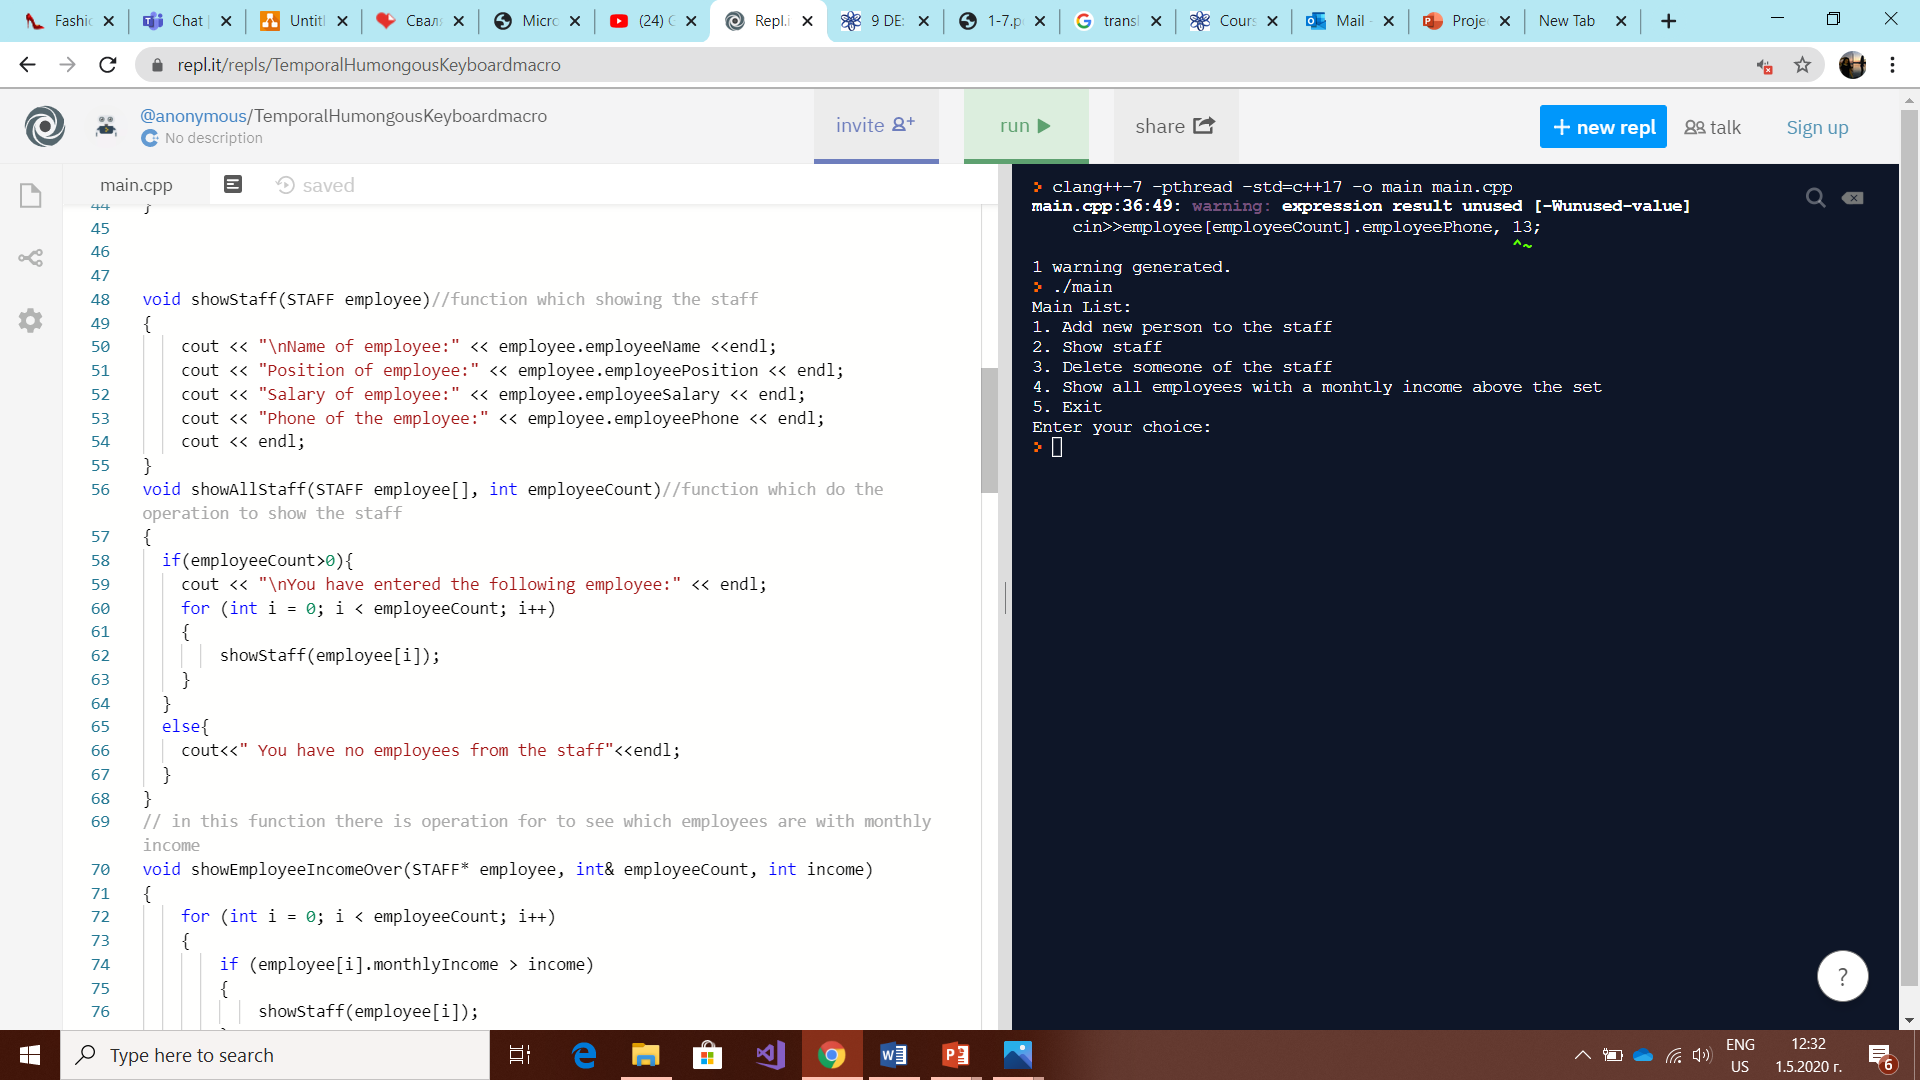 Fashi
Chat
Untitl
Свал
Micro
(24) G
Repl.i
9 DE:
1-7.p
transl
Cours
Mail -
Proje
New Tab
repl.it/repls/TemporalHumongousKeyboardmacro
@anonymous/TemporalHumongousKeyboardmacro
No description
invite
run
share
+ new repl
talk
Sign up
main.cpp
saved
44 }
45
46
47
48 void showStaff(STAFF employee)//function which showing the staff
49 {
50 cout << "\nName of employee:" << employee.employeeName <<endl;
51 cout << "Position of employee:" << employee.employeePosition << endl;
52 cout << "Salary of employee:" << employee.employeeSalary << endl;
53 cout << "Phone of the employee:" << employee.employeePhone << endl;
54 cout << endl;
55 }
56 void showAllStaff(STAFF employee[], int employeeCount)//function which do the
operation to show the staff
57 {
58 if(employeeCount>0){
59 cout << "\nYou have entered the following employee:" << endl;
60 for (int i = 0; i < employeeCount; i++)
61 {
62 showStaff(employee[i]);
63 }
64 }
65 else{
66 cout<<" You have no employees from the staff"<<endl;
67 }
68 }
69 // in this function there is operation for to see which employees are with monthly
income
70 void showEmployeeIncomeOver(STAFF* employee, int& employeeCount, int income)
71 {
72 for (int i = 0; i < employeeCount; i++)
73 {
74 if (employee[i].monthlyIncome > income)
75 {
76 showStaff(employee[i]);
> clang++-7 -pthread -std=c++17 -o main main.cpp
main.cpp:36:49: warning: expression result unused [-Wunused-value]
cin>>employee[employeeCount].employeePhone, 13;
^~
1 warning generated.
> ./main
Main List:
1. Add new person to the staff
2. Show staff
3. Delete someone of the staff
4. Show all employees with a monhtly income above the set
5. Exit
Enter your choice:
>
?
Type here to search
ENG
US
12:32
1.5.2020 г.
6